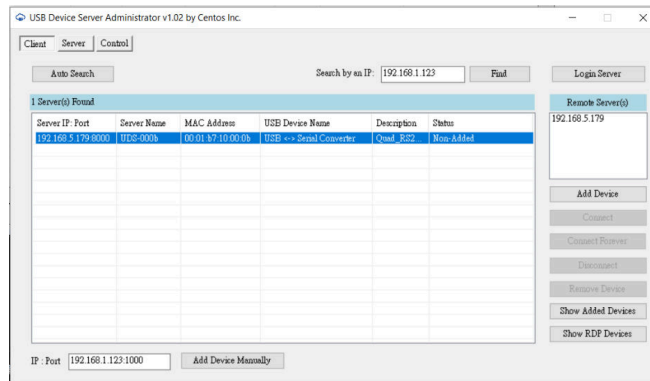 USB Device Server Administrator v1.02 by Centos Inc.
Client Server Control
Auto Search Search by an IP: 192.168.1.123 Find Login Server
1 Server(s) Found Remote Server(s)
Server IP: Port Server Name MAC Address USB Device Name Description Status
192.168.5.179:8000 UDS-000b 00:01:b7:10:00:0b USB <-> Serial Converter Quad_RS2... Non-Added
192.168.5.179
Add Device
Connect
Connect Forever
Disconnect
Remove Device
Show Added Devices
Show RDP Devices
IP : Port 192.168.1.123:1000 Add Device Manually